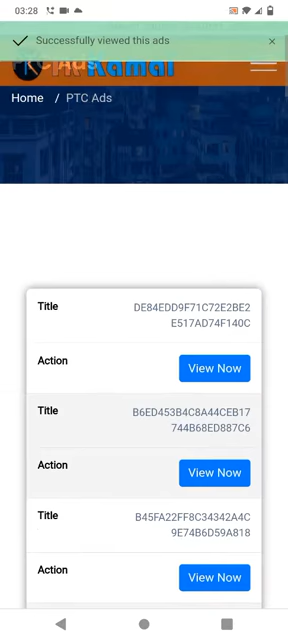 03:28
Successfully viewed this ads
×
Kamai
Home / PTC Ads
Title
DE84EDD9F71C72E2BE2
E517AD74F140C
Action
View Now
Title
B6ED453B4C8A44CEB17
744B68ED887C6
Action
View Now
Title
B45FA22FF8C34342A4C
9E74B6D59A818
Action
View Now